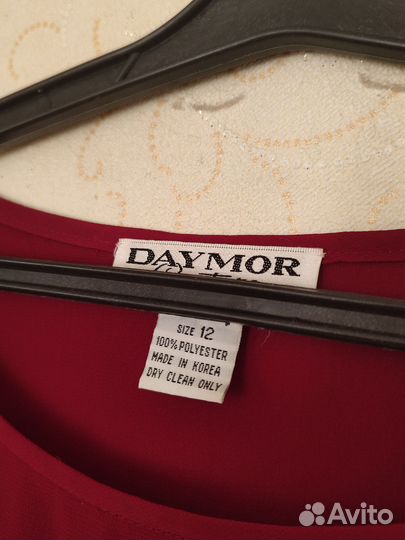 DAYMOR
SIZE 12
100% POLYESTER
MADE IN KOREA
DRY CLEAN ONLY
Avito